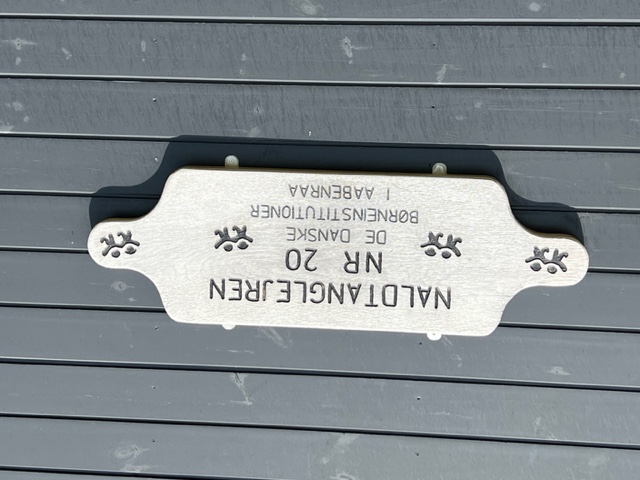 NALDTANGLEJREN
NR 20
DE DANSKE
BØRNEINSTITUTIONER
I AABENRAA